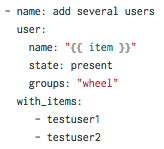 - name: add several users
  user:
    name: "{{ item }}"
    state: present
    groups: "wheel"
  with_items:
     - testuser1
     - testuser2